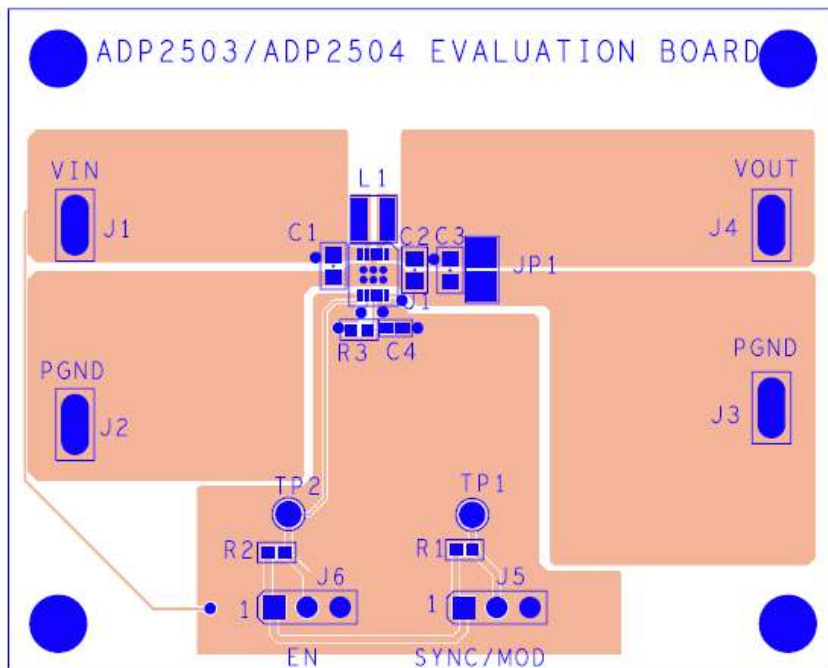 ADP2503/ADP2504 EVALUATION BOARD
VIN
VOUT
L1
J1
C1
C2
C3
J4
JP1
R3
C4
PGND
PGND
J2
J3
TP2
TP1
R2
R1
J6
J5
1
1
EN
SYNC/MOD